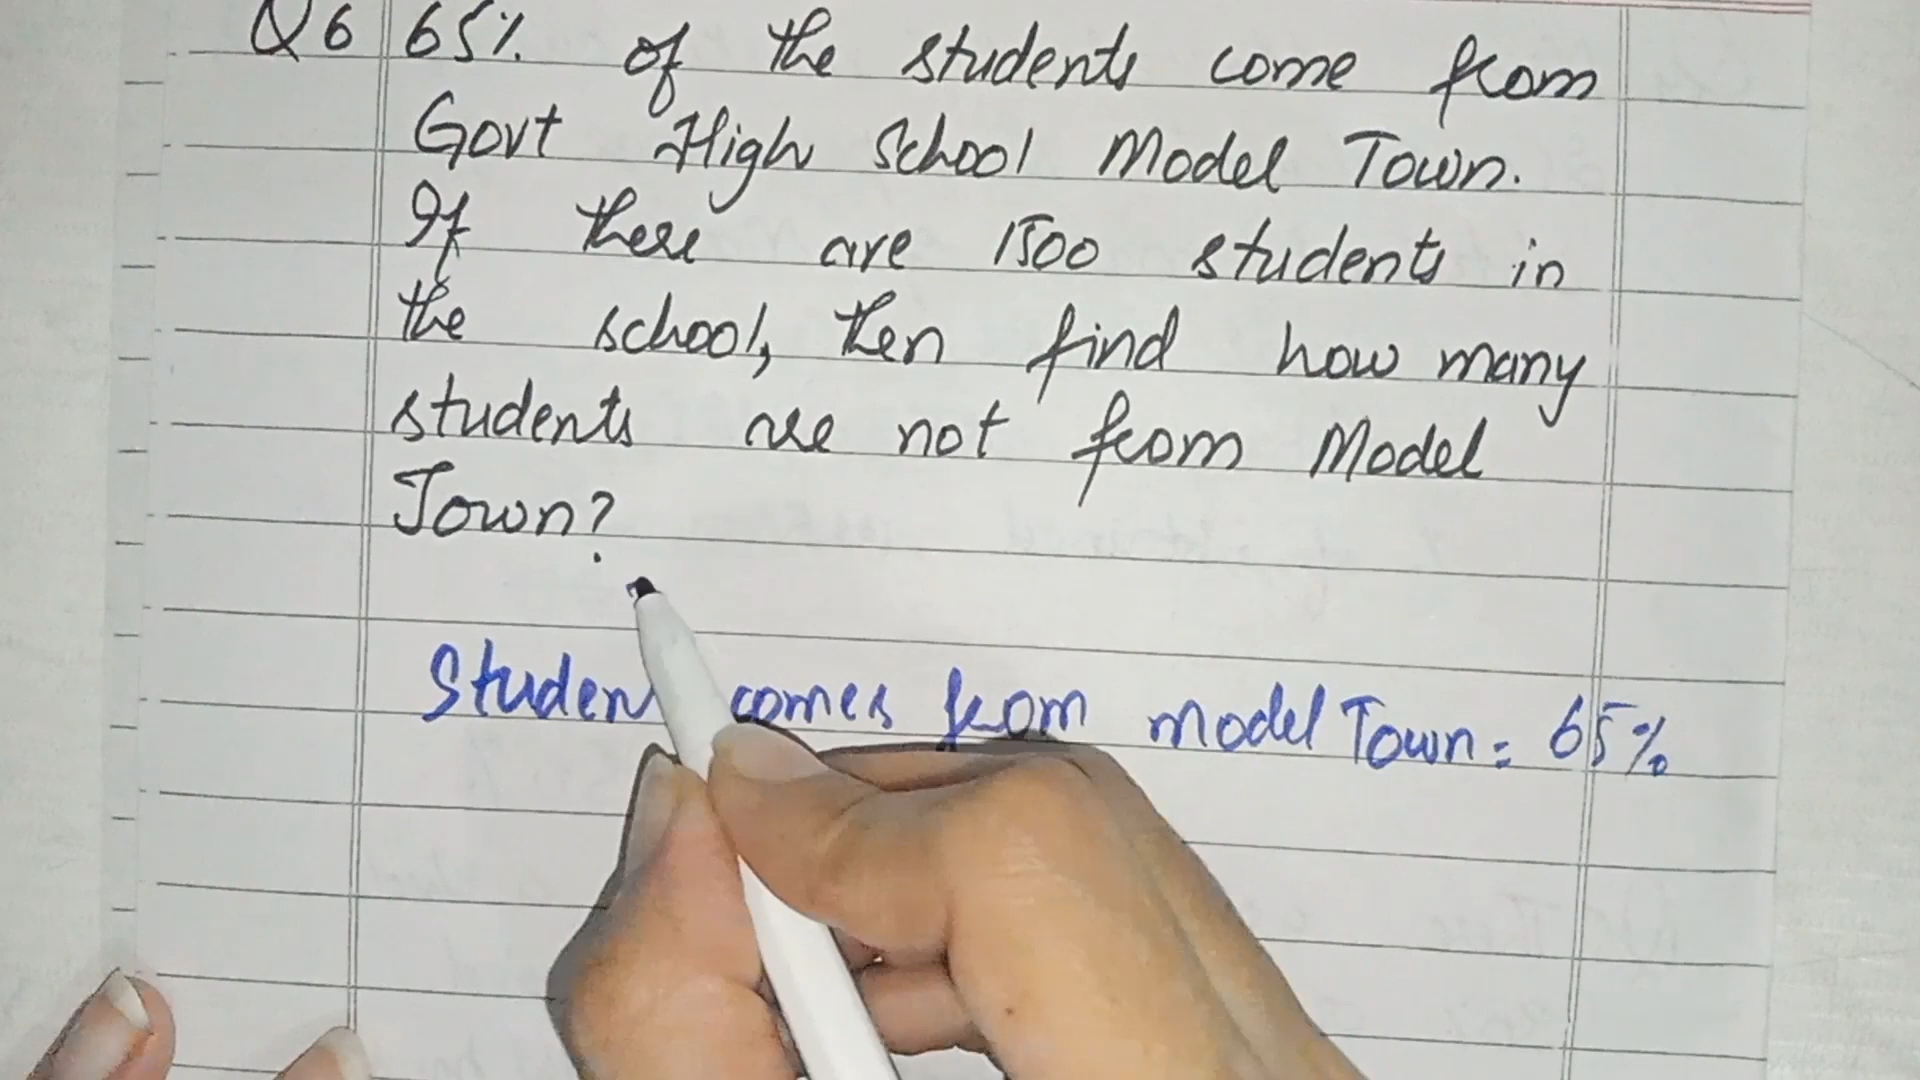 Q6 65% of the students come from
Govt High School Model Town.
If there are 1500 students in
the school, then find how many
students are not from Model
Town?
Student comes from model Town = 65%